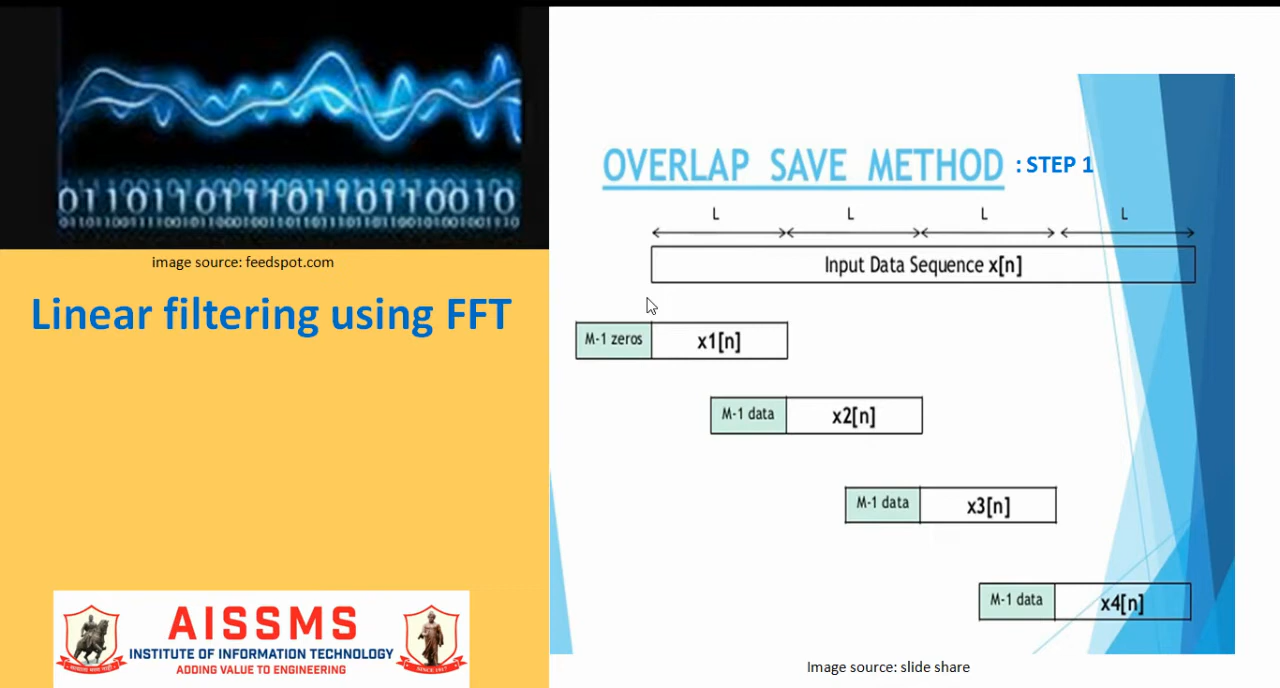 011011011101101110010
image source: feedspot.com
Linear filtering using FFT
AISSMS
INSTITUTE OF INFORMATION TECHNOLOGY
ADDING VALUE TO ENGINEERING
SINCE 1917
OVERLAP SAVE METHOD : STEP 1
L L L L
Input Data Sequence x[n]
M-1 zeros x1[n]
M-1 data x2[n]
M-1 data x3[n]
M-1 data x4[n]
Image source: slide share